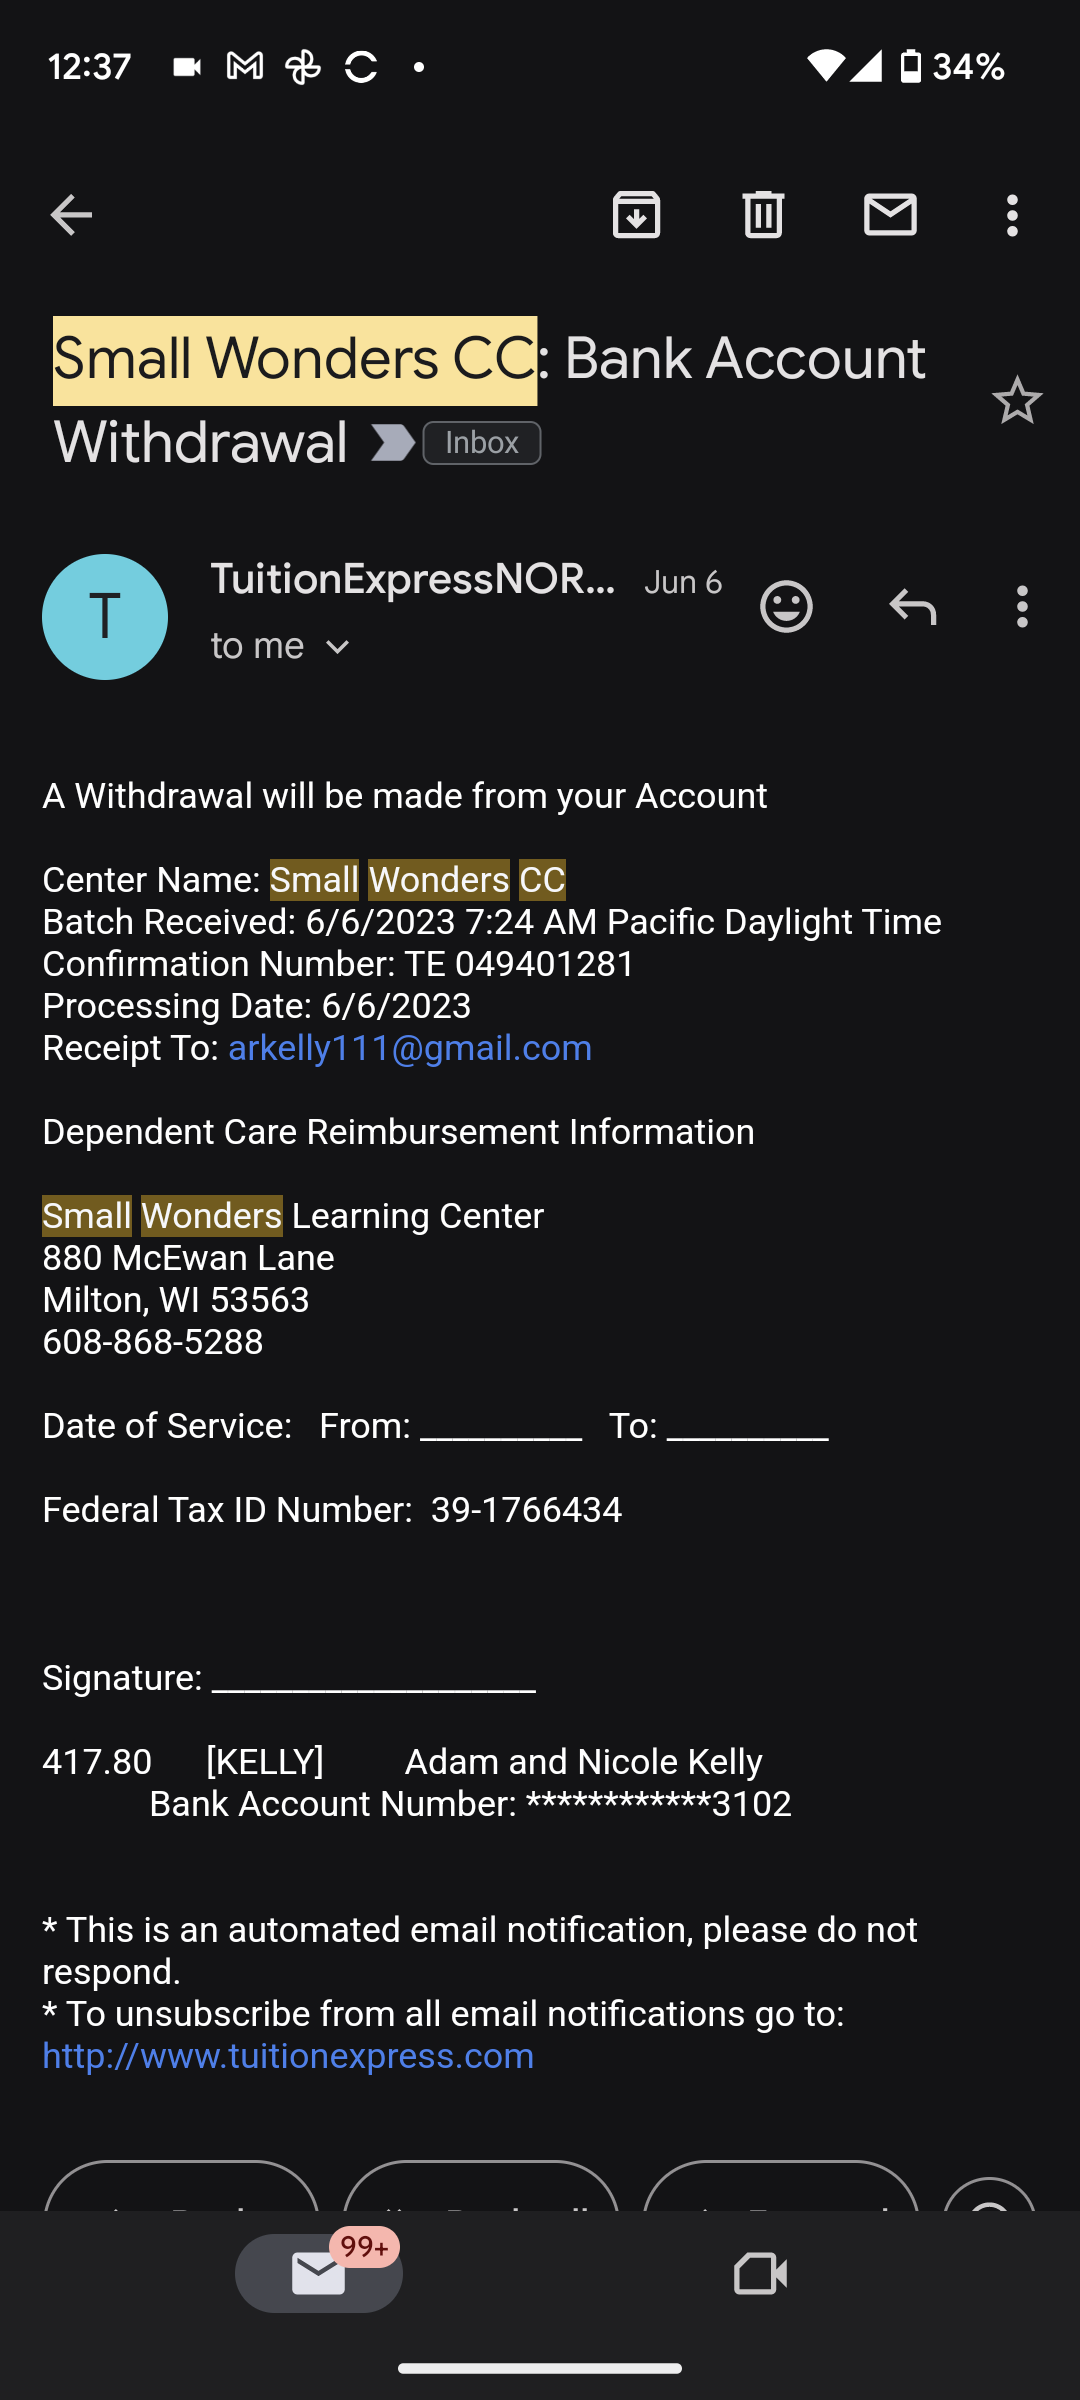 12:37
34%
Small Wonders CC: Bank Account
Withdrawal Inbox
T
TuitionExpressNOR... Jun 6
to me
A Withdrawal will be made from your Account
Center Name: Small Wonders CC
Batch Received: 6/6/2023 7:24 AM Pacific Daylight Time
Confirmation Number: TE 049401281
Processing Date: 6/6/2023
Receipt To: arkelly111@gmail.com
Dependent Care Reimbursement Information
Small Wonders Learning Center
880 McEwan Lane
Milton, WI 53563
608-868-5288
Date of Service: From: _________ To: _________
Federal Tax ID Number: 39-1766434
Signature: __________________
417.80 [KELLY] Adam and Nicole Kelly
Bank Account Number: ************3102
* This is an automated email notification, please do not
respond.
* To unsubscribe from all email notifications go to:
http://www.tuitionexpress.com
99+